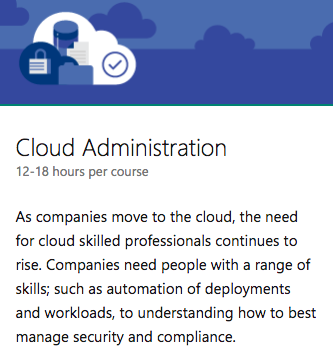 Cloud Administration
12-18 hours per course
As companies move to the cloud, the need
for cloud skilled professionals continues to
rise. Companies need people with a range of
skills; such as automation of deployments
and workloads, to understanding how to best
manage security and compliance.